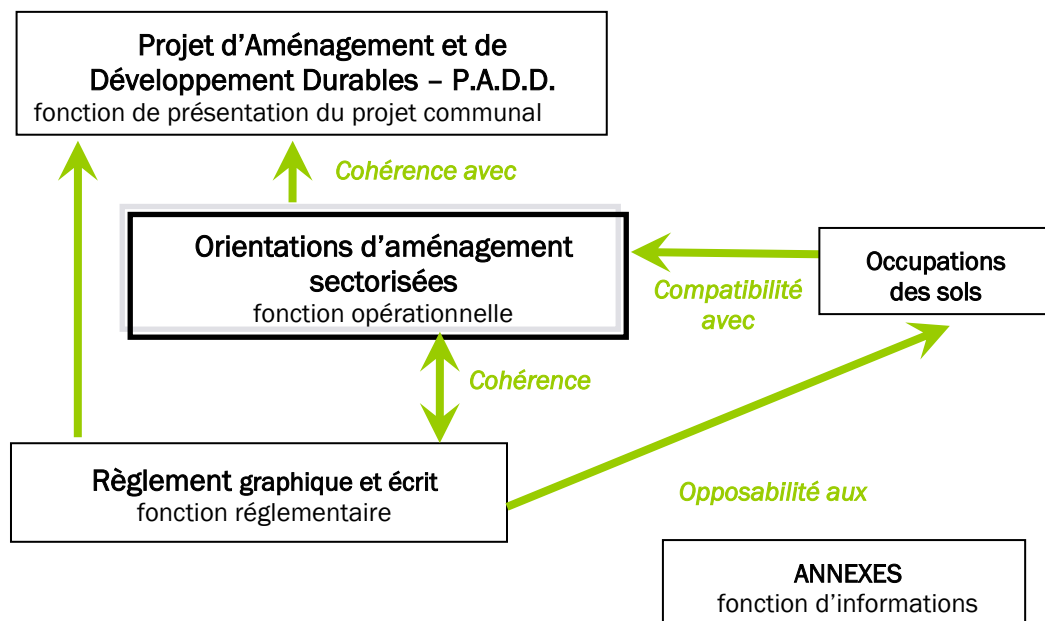 Projet d’Aménagement et de
Développement Durables – P.A.D.D.
fonction de présentation du projet communal
Cohérence avec
Orientations d’aménagement
sectorisées
fonction opérationnelle
Occupations
des sols
Compatibilité
avec
Cohérence
Règlement graphique et écrit
fonction réglementaire
Opposabilité aux
ANNEXES
fonction d’informations